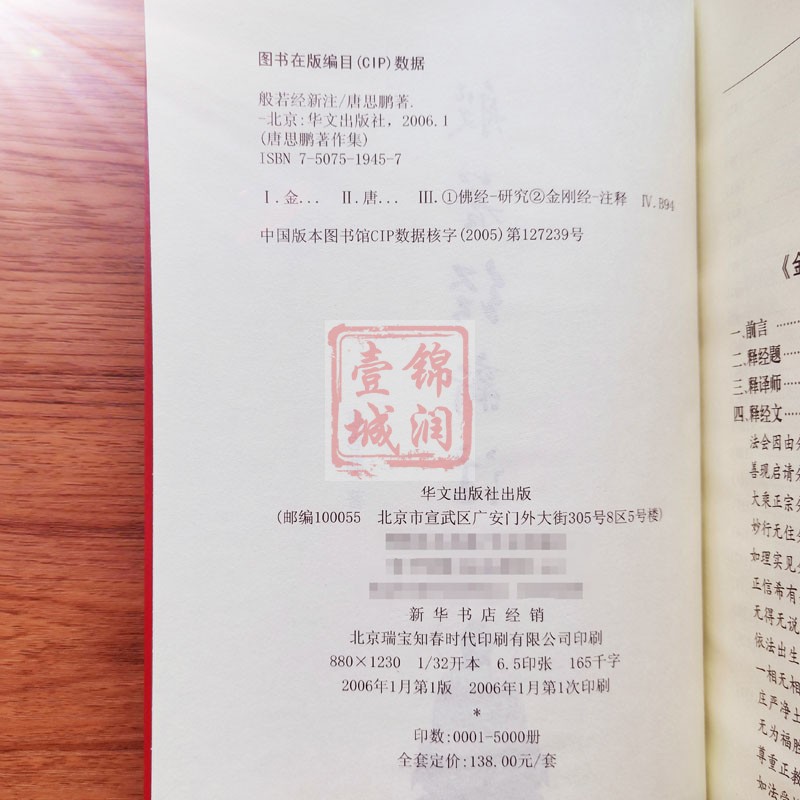 图书在版编目(CIP)数据
般若经新注/唐思鹏著.
-北京:华文出版社，2006.1
(唐思鹏著作集)
ISBN 7-5075-1945-7
Ⅰ.金... Ⅱ.唐... Ⅲ.①佛经-研究②金刚经-注释 Ⅳ.B94
中国版本图书馆CIP数据核字(2005)第127239号
锦润
壹城
华文出版社出版
(邮编100055 北京市宣武区广安门外大街305号8区5号楼)
新华书店经销
北京瑞宝知春时代印刷有限公司印刷
880×1230 1/32开本 6.5印张 165千字
2006年1月第1版 2006年1月第1次印刷
*
印数:0001-5000册
全套定价:138.00元/套
《金
一.前言
二、释经题
三、释译师
四、释经文
法会因由分
善现启请分
大乘正宗分
妙行无住分
如理实见分
正信希有
无得无说
依法出生
一相无相
庄严净土
无为福胜
尊重正教
如法受